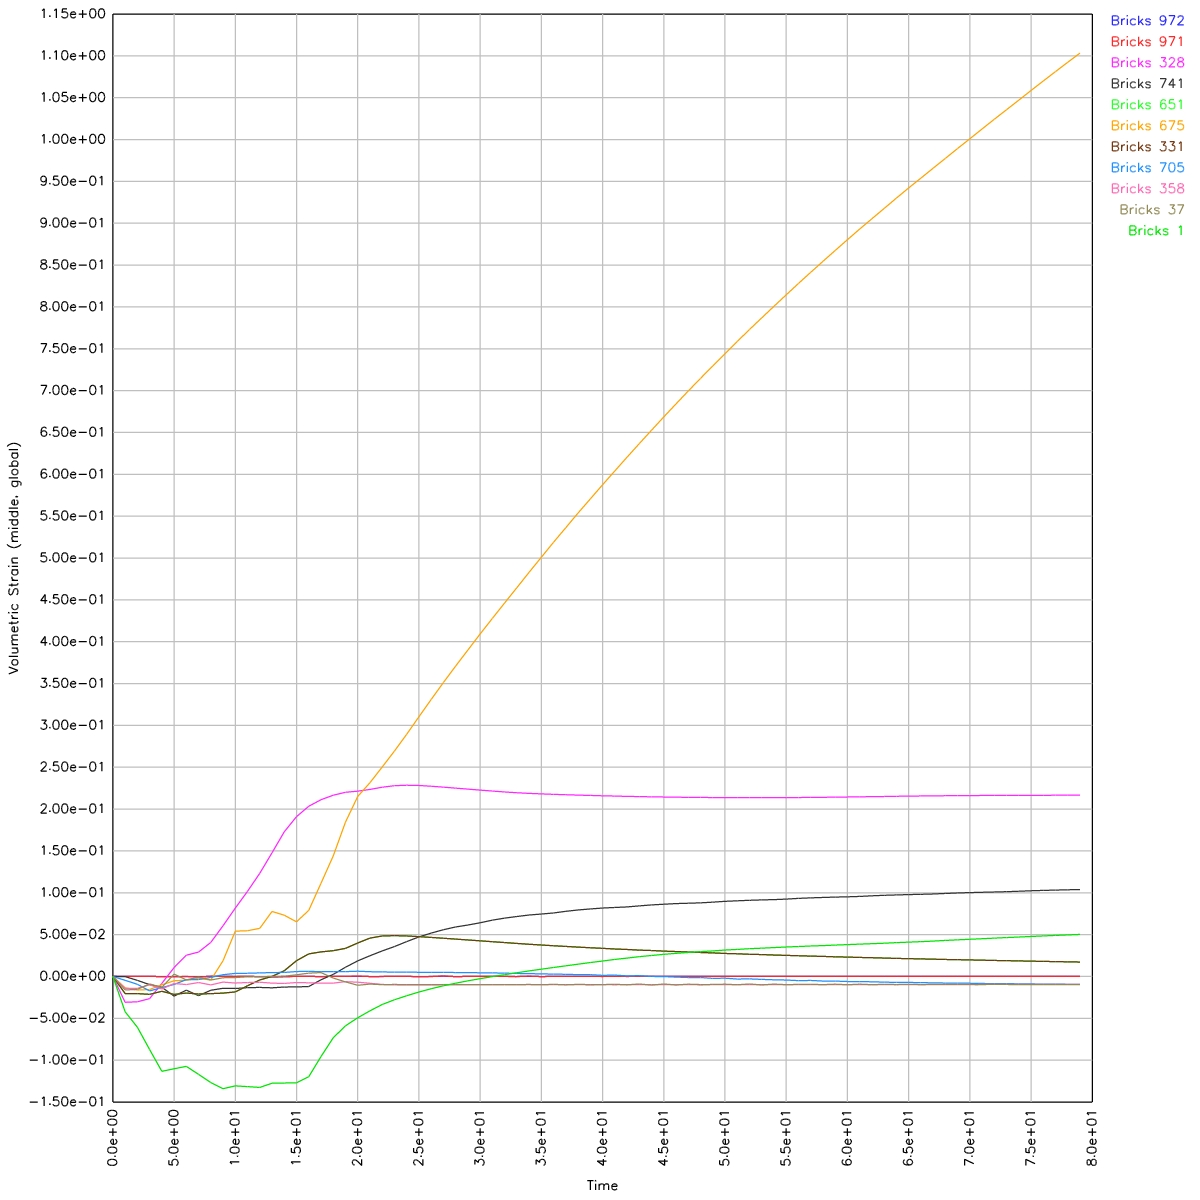 1.15e+00
1.10e+00
1.05e+00
1.00e+00
9.50e-01
9.00e-01
8.50e-01
8.00e-01
7.50e-01
7.00e-01
6.50e-01
6.00e-01
5.50e-01
5.00e-01
4.50e-01
4.00e-01
3.50e-01
3.00e-01
2.50e-01
2.00e-01
1.50e-01
1.00e-01
5.00e-02
0.00e+00
-5.00e-02
-1.00e-01
-1.50e-01
Volumetric Strain (middle, global)
0.0e+00
5.0e+00
1.0e+01
1.5e+01
2.0e+01
2.5e+01
3.0e+01
3.5e+01
4.0e+01
4.5e+01
5.0e+01
5.5e+01
6.0e+01
6.5e+01
7.0e+01
7.5e+01
8.0e+01
Time
Bricks 972
Bricks 971
Bricks 328
Bricks 741
Bricks 651
Bricks 675
Bricks 331
Bricks 705
Bricks 358
Bricks 37
Bricks 1